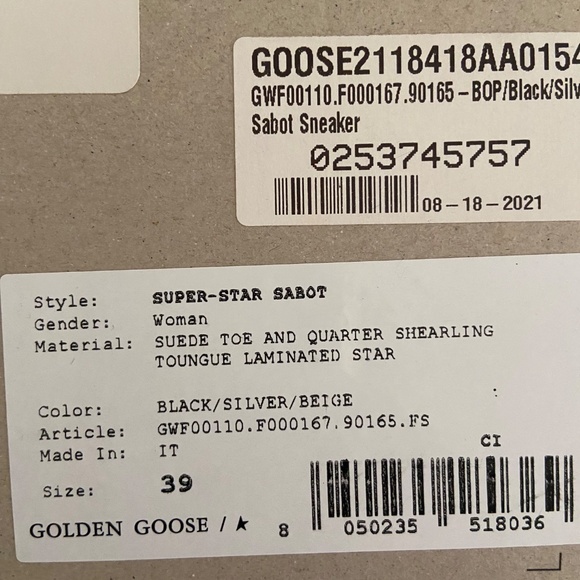 GOOSE2118418AA0154
GWF00110.F000167.90165 – BOP/Black/Silv
Sabot Sneaker
0253745757
08 – 18 – 2021
Style: SUPER-STAR SABOT
Gender: Woman
Material: SUEDE TOE AND QUARTER SHEARLING
TOUNGUE LAMINATED STAR
Color: BLACK/SILVER/BEIGE
Article: GWF00110.F000167.90165.FS
Made In: IT
CI
Size: 39
GOLDEN GOOSE / ★
8 050235 518036